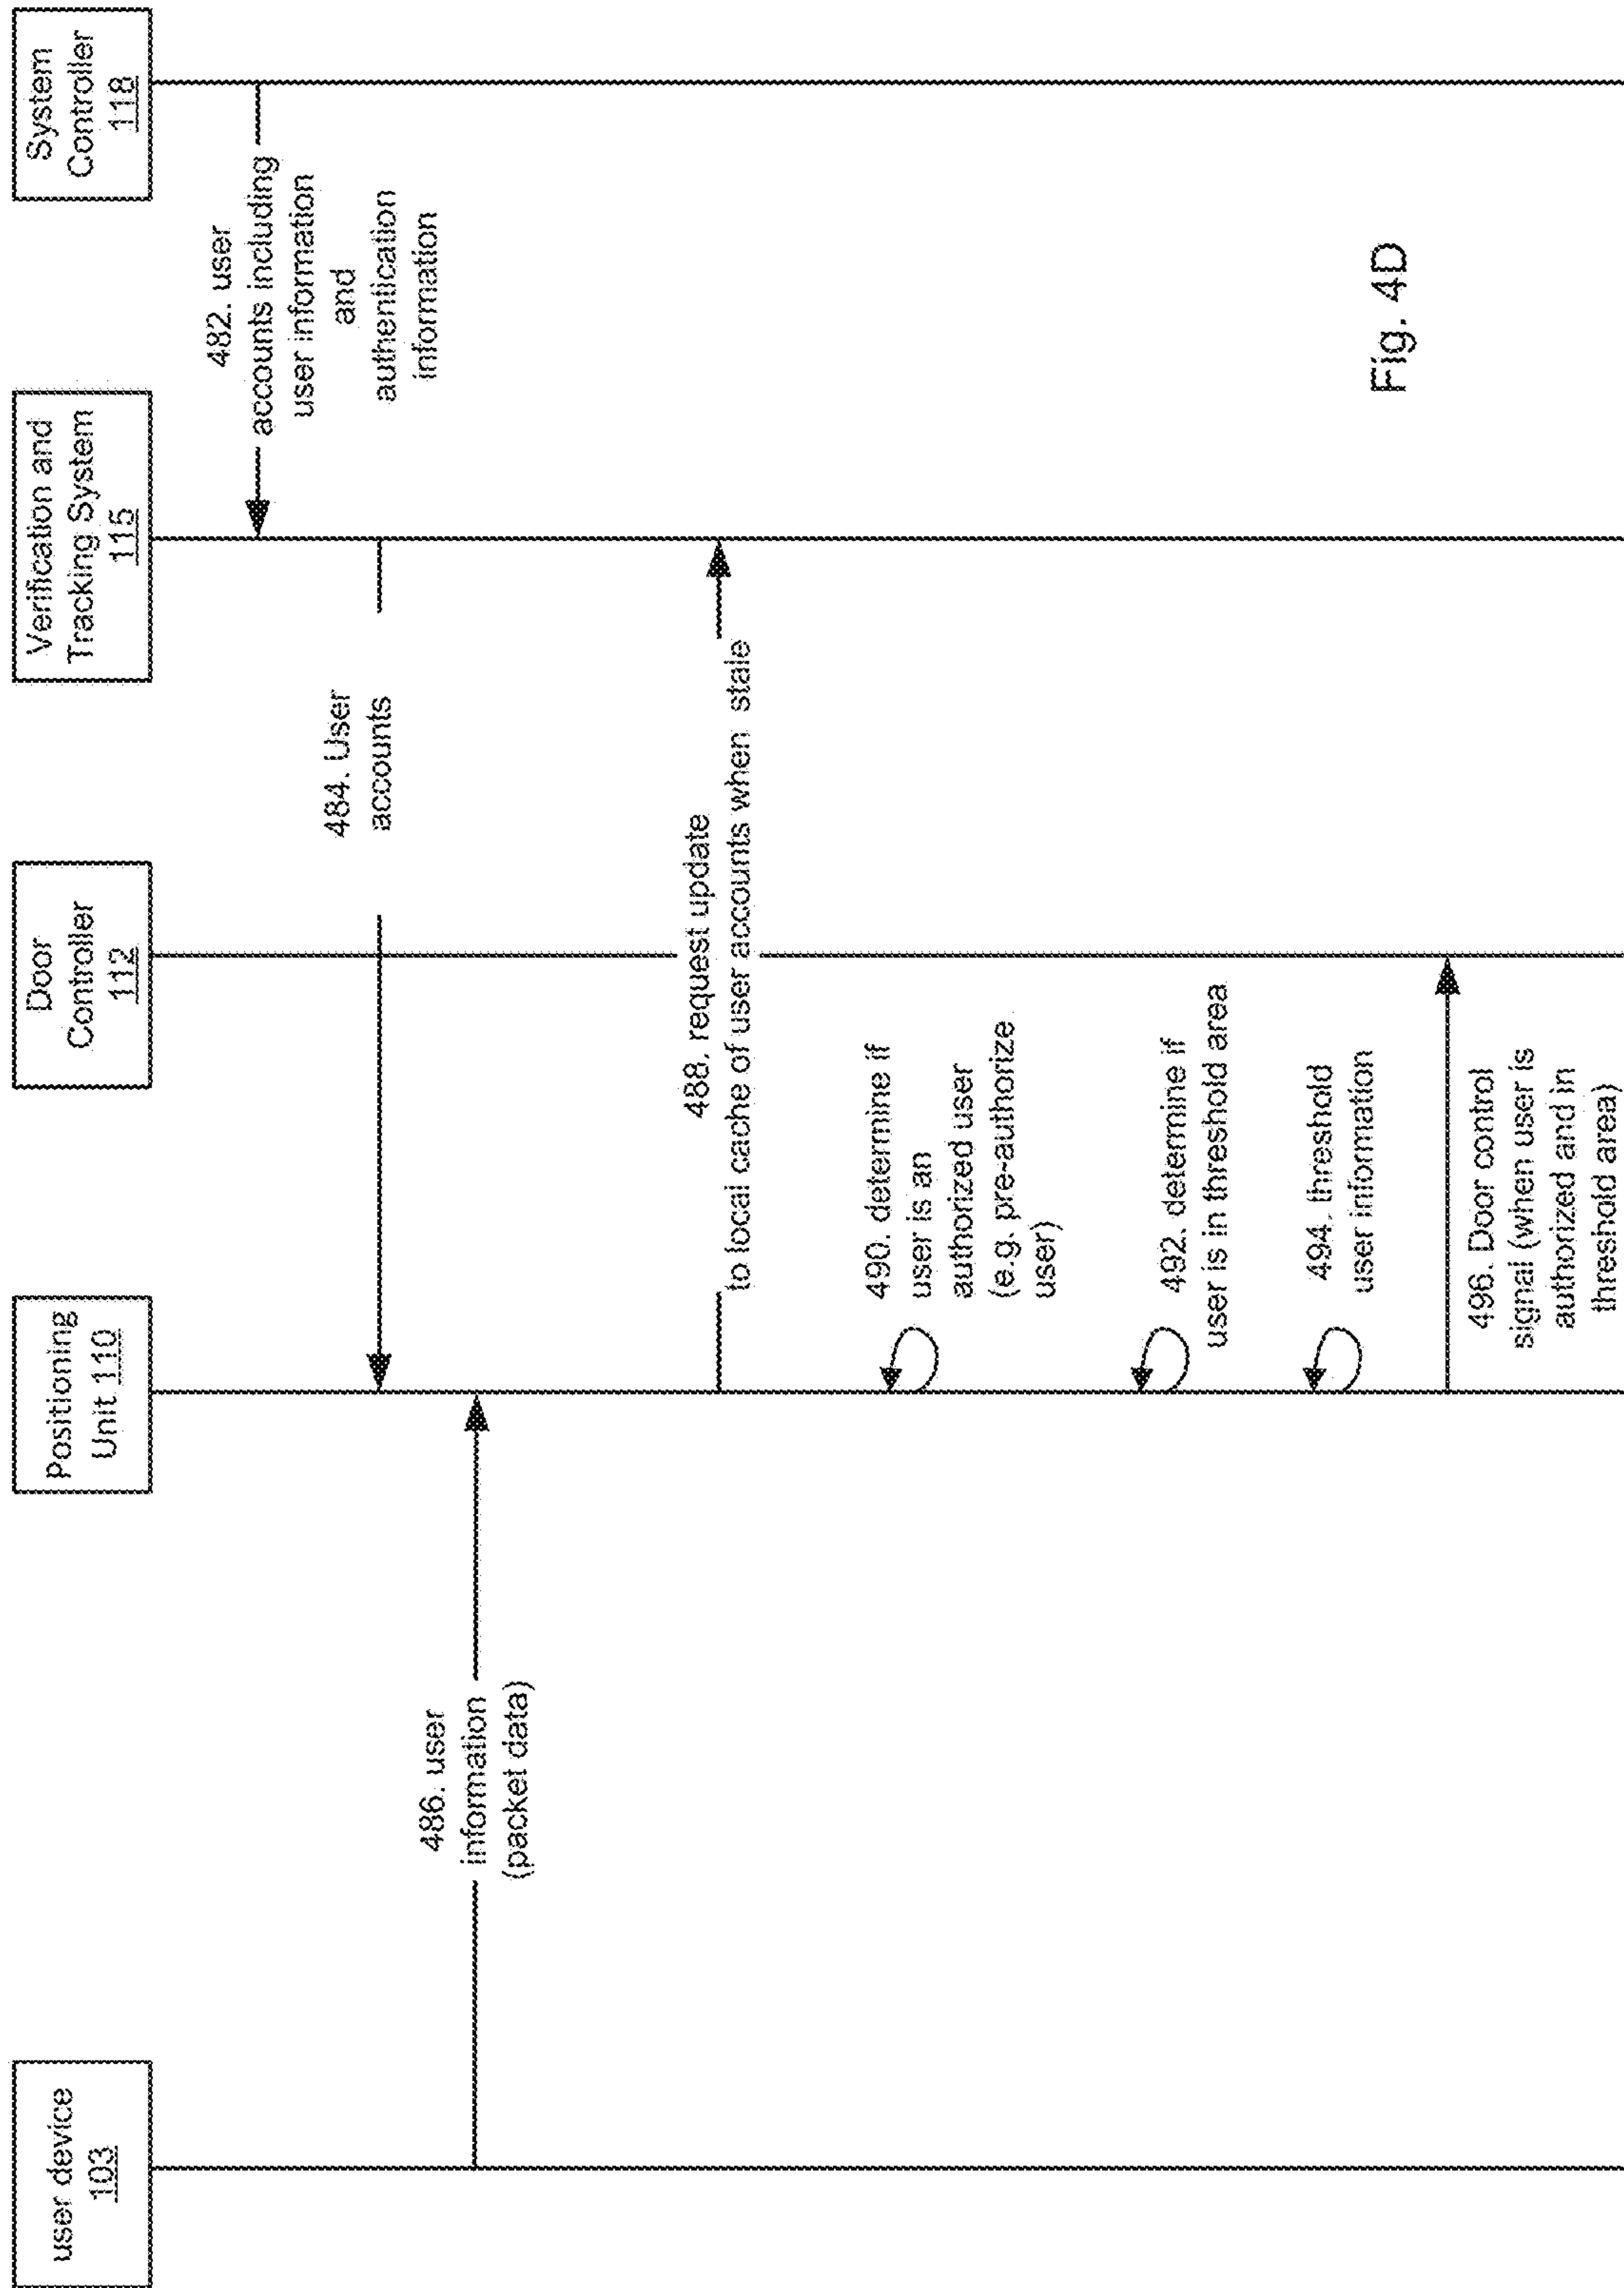 user device
103
Positioning
Unit 110
Door
Controller
112
Verification and
Tracking System
115
System
Controller
118
482. user
accounts including
user information
and
authentication
information
484. User
accounts
486. user
information
(packet data)
488. request update
to local cache of user accounts when stale
490. determine if
user is an
authorized user
(e.g. pre-authorize
user)
492. determine if
user is in threshold area
494. threshold
user information
496. Door control
signal (when user is
authorized and in
threshold area)
Fig. 4D